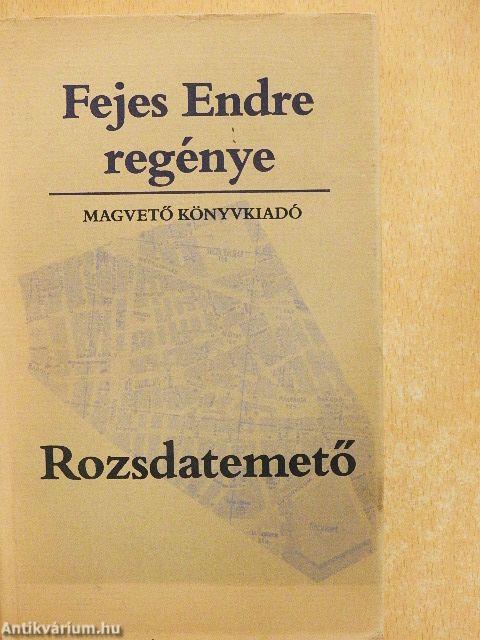 Fejes Endre
regénye
MAGVETŐ KÖNYVKIADÓ
Rozsdatemető
Antikvárium.hu